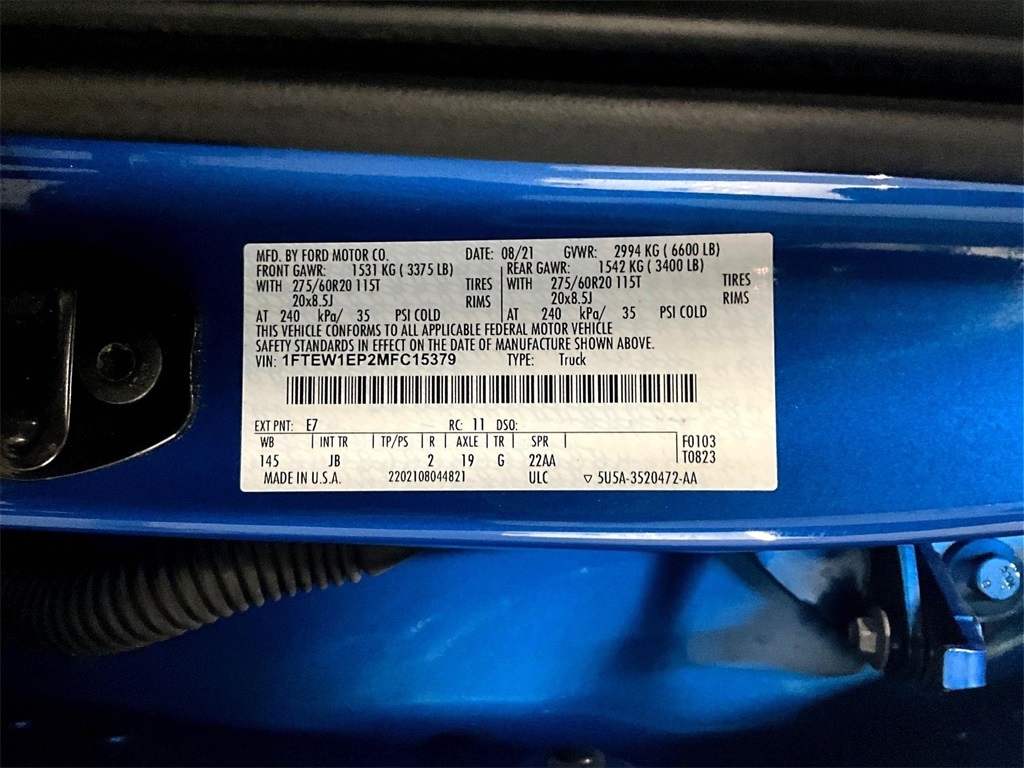 MFD. BY FORD MOTOR CO. DATE: 08/21 GVWR: 2994 KG ( 6600 LB)
FRONT GAWR: 1531 KG ( 3375 LB) REAR GAWR: 1542 KG ( 3400 LB)
WITH 275/60R20 115T TIRES WITH 275/60R20 115T TIRES
20x8.5J RIMS 20x8.5J RIMS
AT 240 kPa/ 35 PSI COLD AT 240 kPa/ 35 PSI COLD
THIS VEHICLE CONFORMS TO ALL APPLICABLE FEDERAL MOTOR VEHICLE
SAFETY STANDARDS IN EFFECT ON THE DATE OF MANUFACTURE SHOWN ABOVE.
VIN: 1FTEW1EP2MFC15379 TYPE: Truck
EXT PNT: E7 RC: 11 DSO:
WB INT TR TP/PS R AXLE TR SPR F0103
145 JB 2 19 G 22AA T0823
MADE IN U.S.A. 2202108044821 ULC ▽ 5U5A-3520472-AA